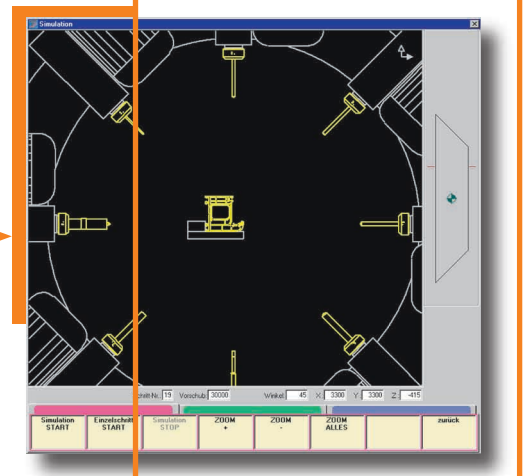 Simulation
chritt-Nr.: 19 Vorschub: 30000 Winkel: 45 X: 3300 Y: 3300 Z: -415
Simulation START Einzelschritt START Simulation STOP ZOOM + ZOOM - ZOOM ALLES zurück